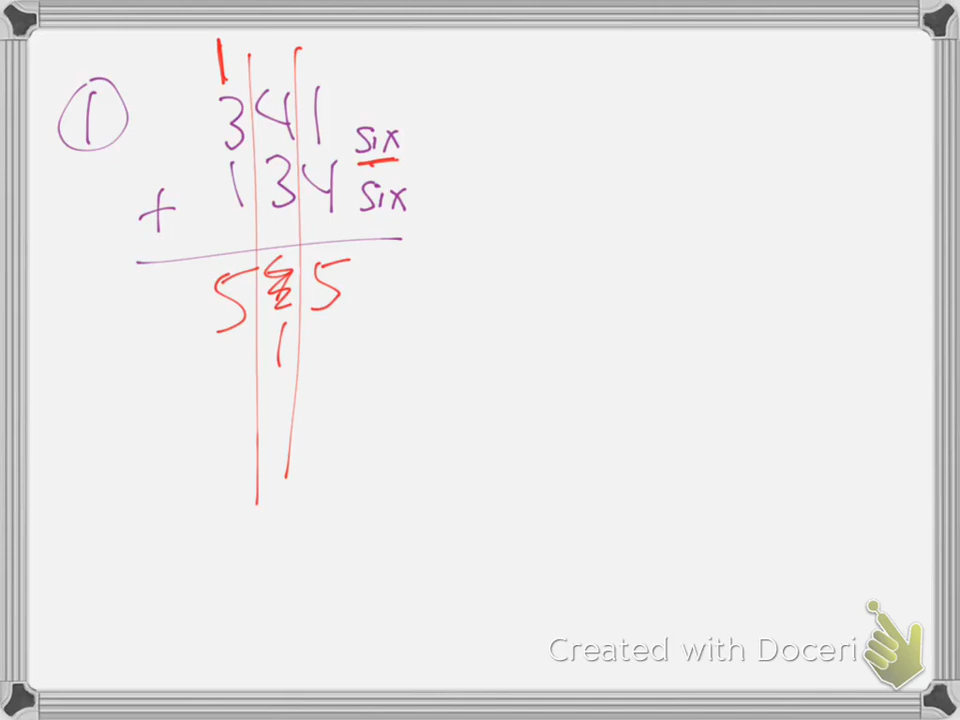 1
① 341 six
+ 134 six
5 5
1
Created with Doceri